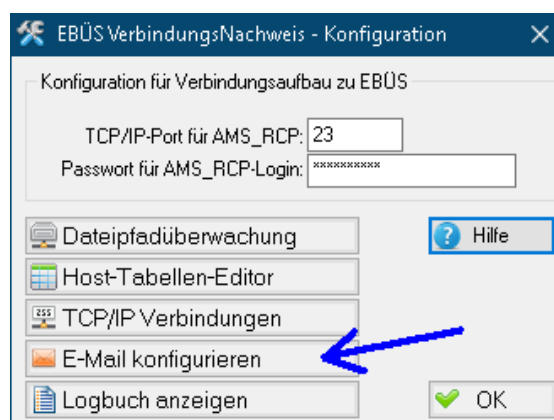 EBÜS VerbindungsNachweis - Konfiguration
Konfiguration für Verbindungsaufbau zu EBÜS
TCP/IP-Port für AMS_RCP: 23
Passwort für AMS_RCP-Login: **********
Dateipfadüberwachung
Hilfe
Host-Tabellen-Editor
255 TCP/IP Verbindungen
E-Mail konfigurieren
Logbuch anzeigen
OK